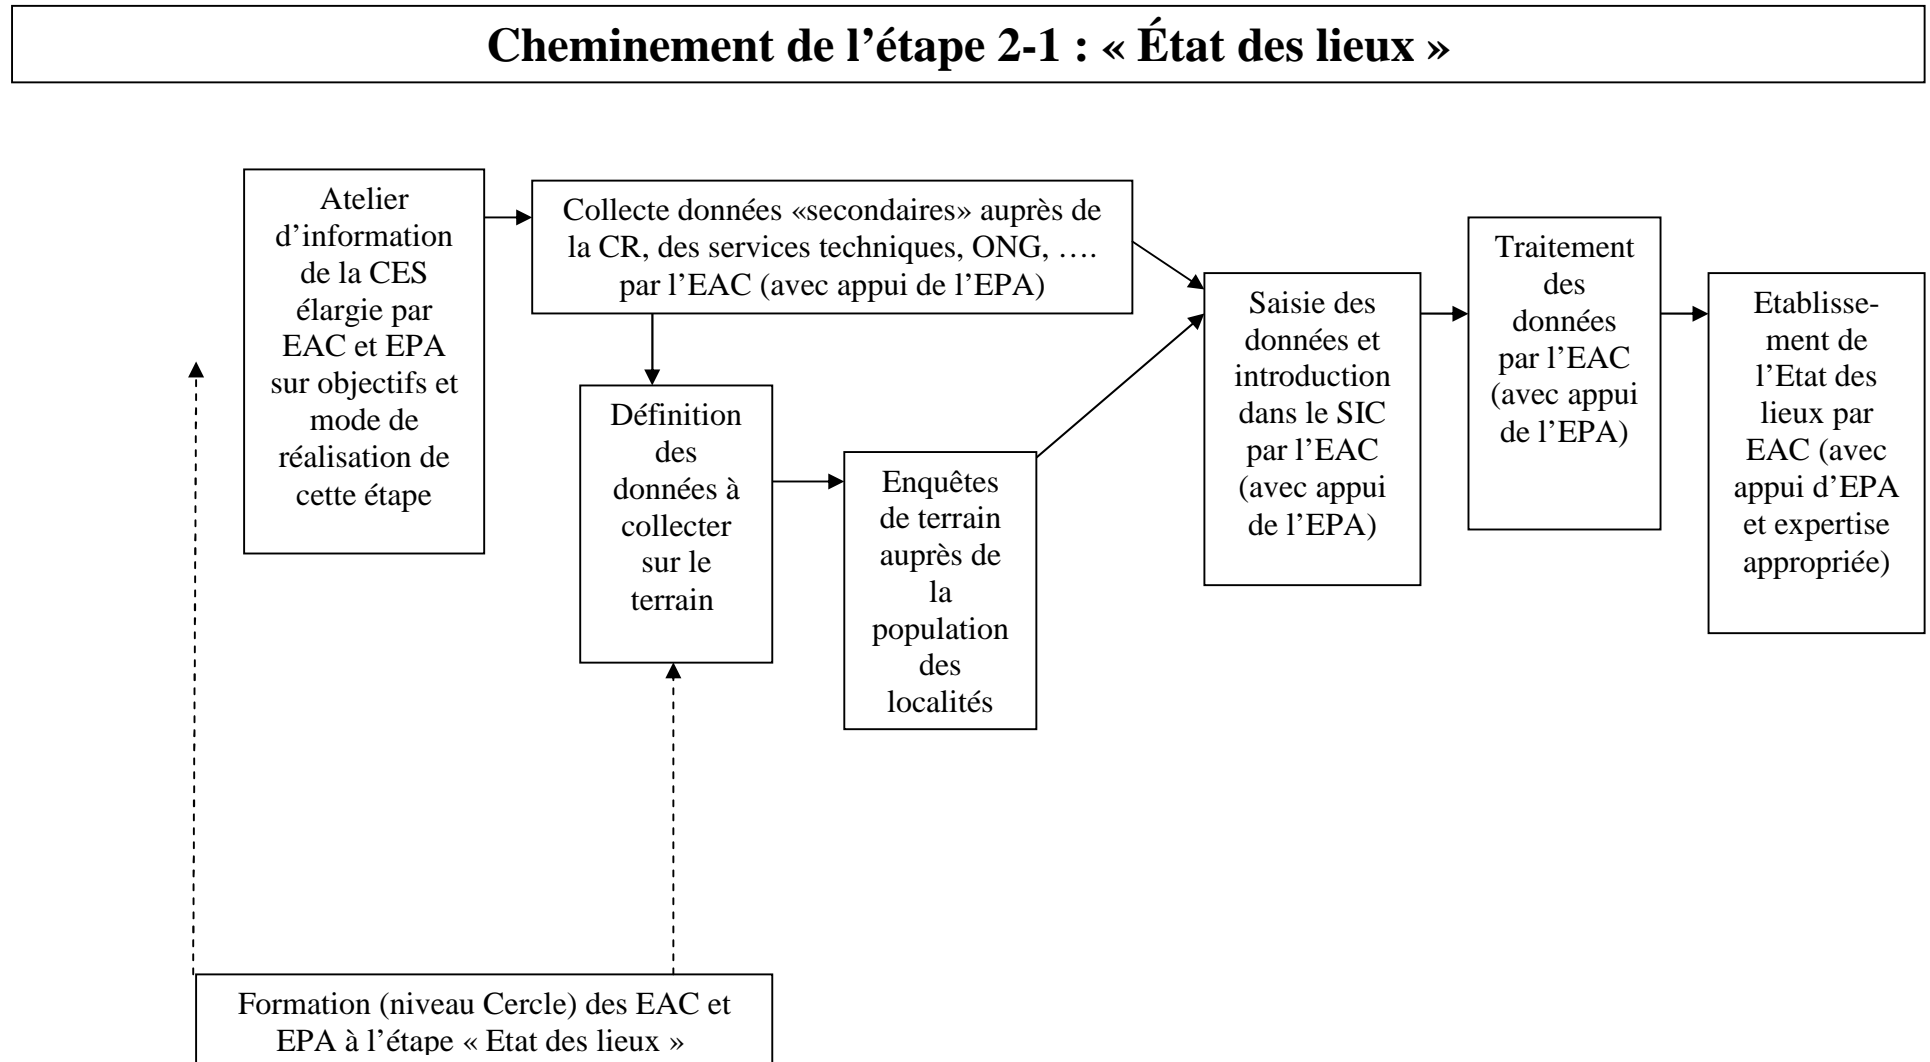 Cheminement de l’étape 2-1 : « État des lieux »
Atelier
d’information
de la CES
élargie par
EAC et EPA
sur objectifs et
mode de
réalisation de
cette étape
Collecte données «secondaires» auprès de
la CR, des services techniques, ONG, ….
par l’EAC (avec appui de l’EPA)
Définition
des
données à
collecter
sur le
terrain
Enquêtes
de terrain
auprès de
la
population
des
localités
Saisie des
données et
introduction
dans le SIC
par l’EAC
(avec appui
de l’EPA)
Traitement
des
données
par l’EAC
(avec appui
de l’EPA)
Etablisse-
ment de
l’Etat des
lieux par
EAC (avec
appui d’EPA
et expertise
appropriée)
Formation (niveau Cercle) des EAC et
EPA à l’étape « Etat des lieux »